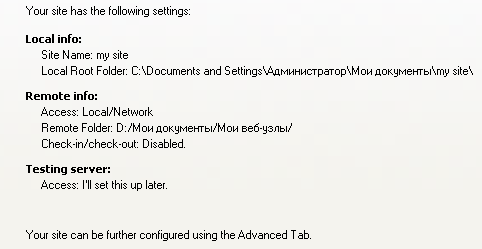 Your site has the following settings:
Local info:
Site Name: my site
Local Root Folder: C:\Documents and Settings\Администратор\Мои документы\my site\
Remote info:
Access: Local/Network
Remote Folder: D:/Мои документы/Мои веб-узлы/
Check-in/check-out: Disabled.
Testing server:
Access: I'll set this up later.
Your site can be further configured using the Advanced Tab.